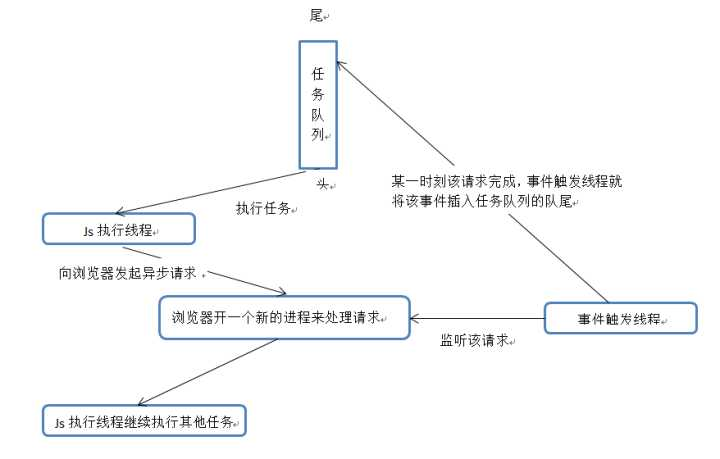 尾
任
务
队
列
头
某一时刻该请求完成，事件触发线程就
将该事件插入任务队列的队尾
执行任务
Js 执行线程
向浏览器发起异步请求
浏览器开一个新的进程来处理请求
事件触发线程
监听该请求
Js 执行线程继续执行其他任务